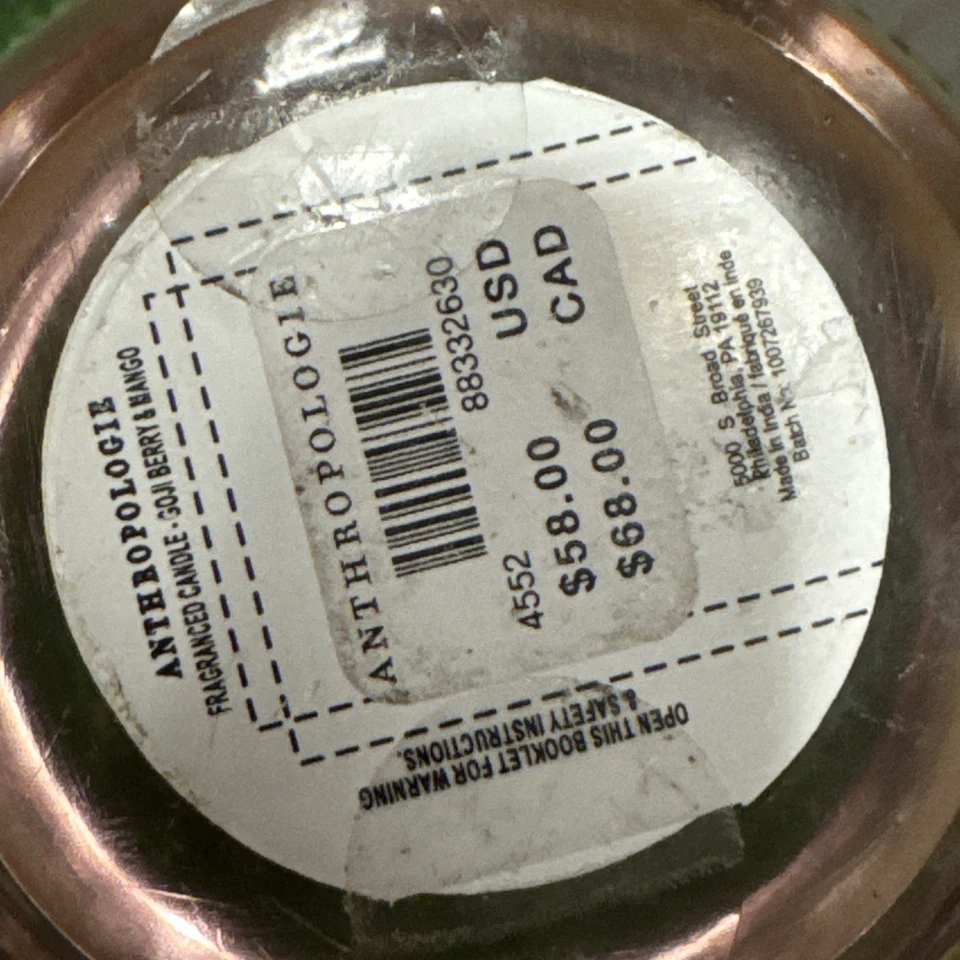 ANTHROPOLOGIE
FRAGRANCED CANDLE - GOJI BERRY & MANGO
ANTHROPOLOGIE
88332630
4552
$58.00 USD
$68.00 CAD
5000 S Broad Street
Philadelphia, PA 19112
Made in India / fabriqué en Inde
Batch No. 1007267939
OPEN THIS BOOKLET FOR WARNING
& SAFETY INSTRUCTIONS.